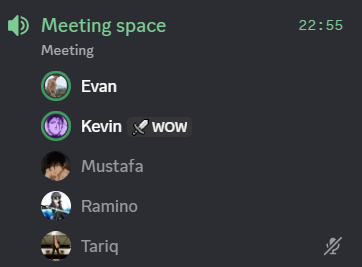 Meeting space 22:55
Meeting
Evan
Kevin WOW
Mustafa
Ramino
Tariq